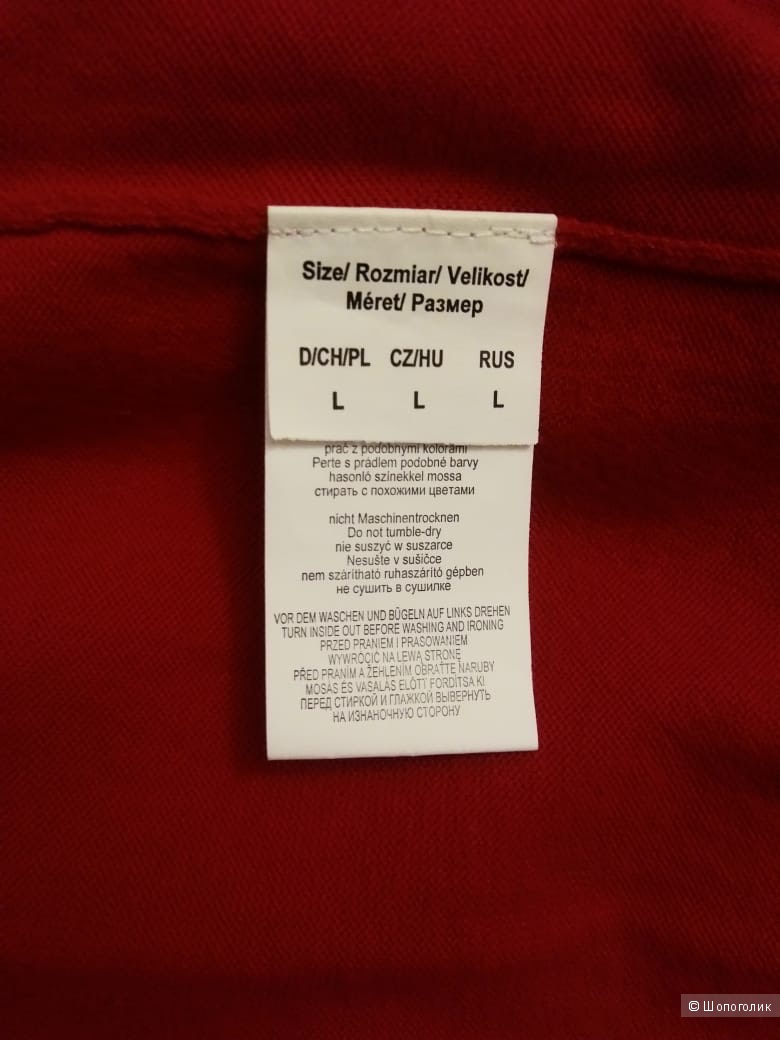 Size/ Rozmiar/ Velikost/
Méret/ Размер
D/CH/PL CZ/HU RUS
L L L
prać z podobnymi kolorami
Perte s prádlem podobné barvy
hasonló színekkel mossa
стирать с похожими цветами
nicht Maschinentrocknen
Do not tumble-dry
nie suszyć w suszarce
Nesušte v sušičce
nem szárítható ruhaszárító gépben
не сушить в сушилке
VOR DEM WASCHEN UND BÜGELN AUF LINKS DREHEN
TURN INSIDE OUT BEFORE WASHING AND IRONING
PRZED PRANIEM I PRASOWANIEM
WYWRÓCIĆ NA LEWĄ STRONĘ
PŘED PRANÍM A ŽEHLENÍM OBRAŤTE NARUBY
MOSÁS ÉS VASALÁS ELŐTT FORDÍTSA KI
ПЕРЕД СТИРКОЙ И ГЛАЖКОЙ ВЫВЕРНУТЬ
НА ИЗНАНОЧНУЮ СТОРОНУ
© Шопоголик